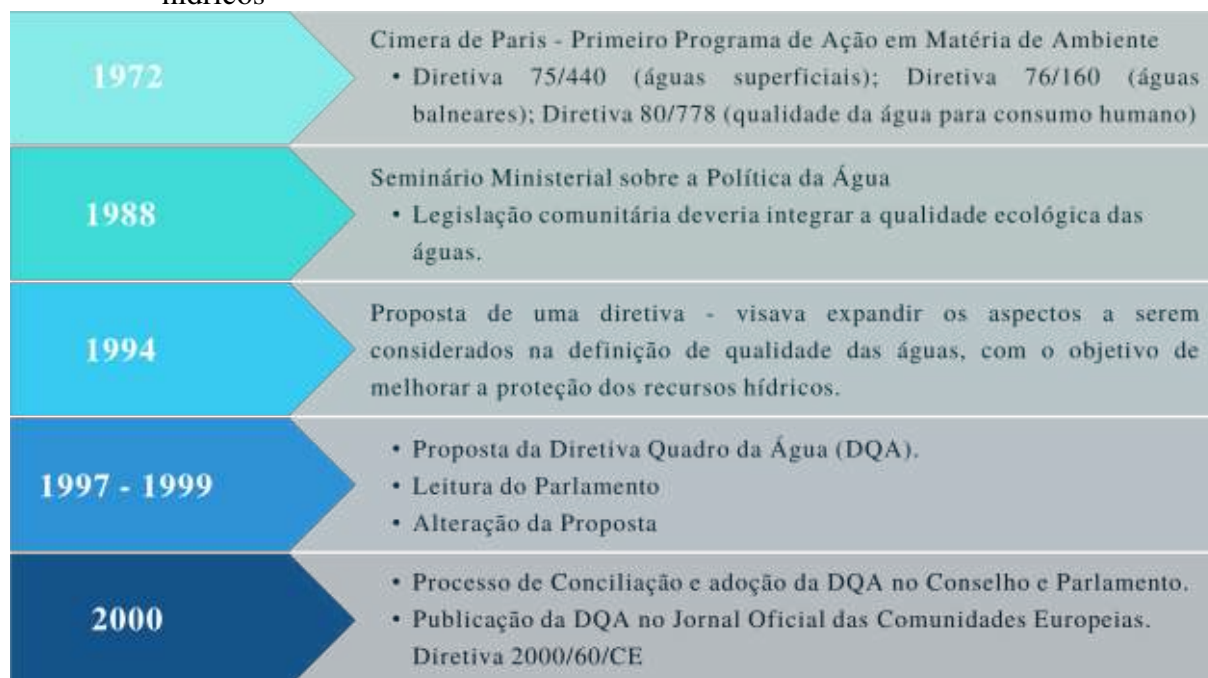 hídricos
1972
Cimera de Paris - Primeiro Programa de Ação em Matéria de Ambiente
• Diretiva 75/440 (águas superficiais); Diretiva 76/160 (águas
balneares); Diretiva 80/778 (qualidade da água para consumo humano)
1988
Seminário Ministerial sobre a Política da Água
• Legislação comunitária deveria integrar a qualidade ecológica das
águas.
1994
Proposta de uma diretiva - visava expandir os aspectos a serem
considerados na definição de qualidade das águas, com o objetivo de
melhorar a proteção dos recursos hídricos.
1997 - 1999
• Proposta da Diretiva Quadro da Água (DQA).
• Leitura do Parlamento
• Alteração da Proposta
2000
• Processo de Conciliação e adoção da DQA no Conselho e Parlamento.
• Publicação da DQA no Jornal Oficial das Comunidades Europeias.
Diretiva 2000/60/CE